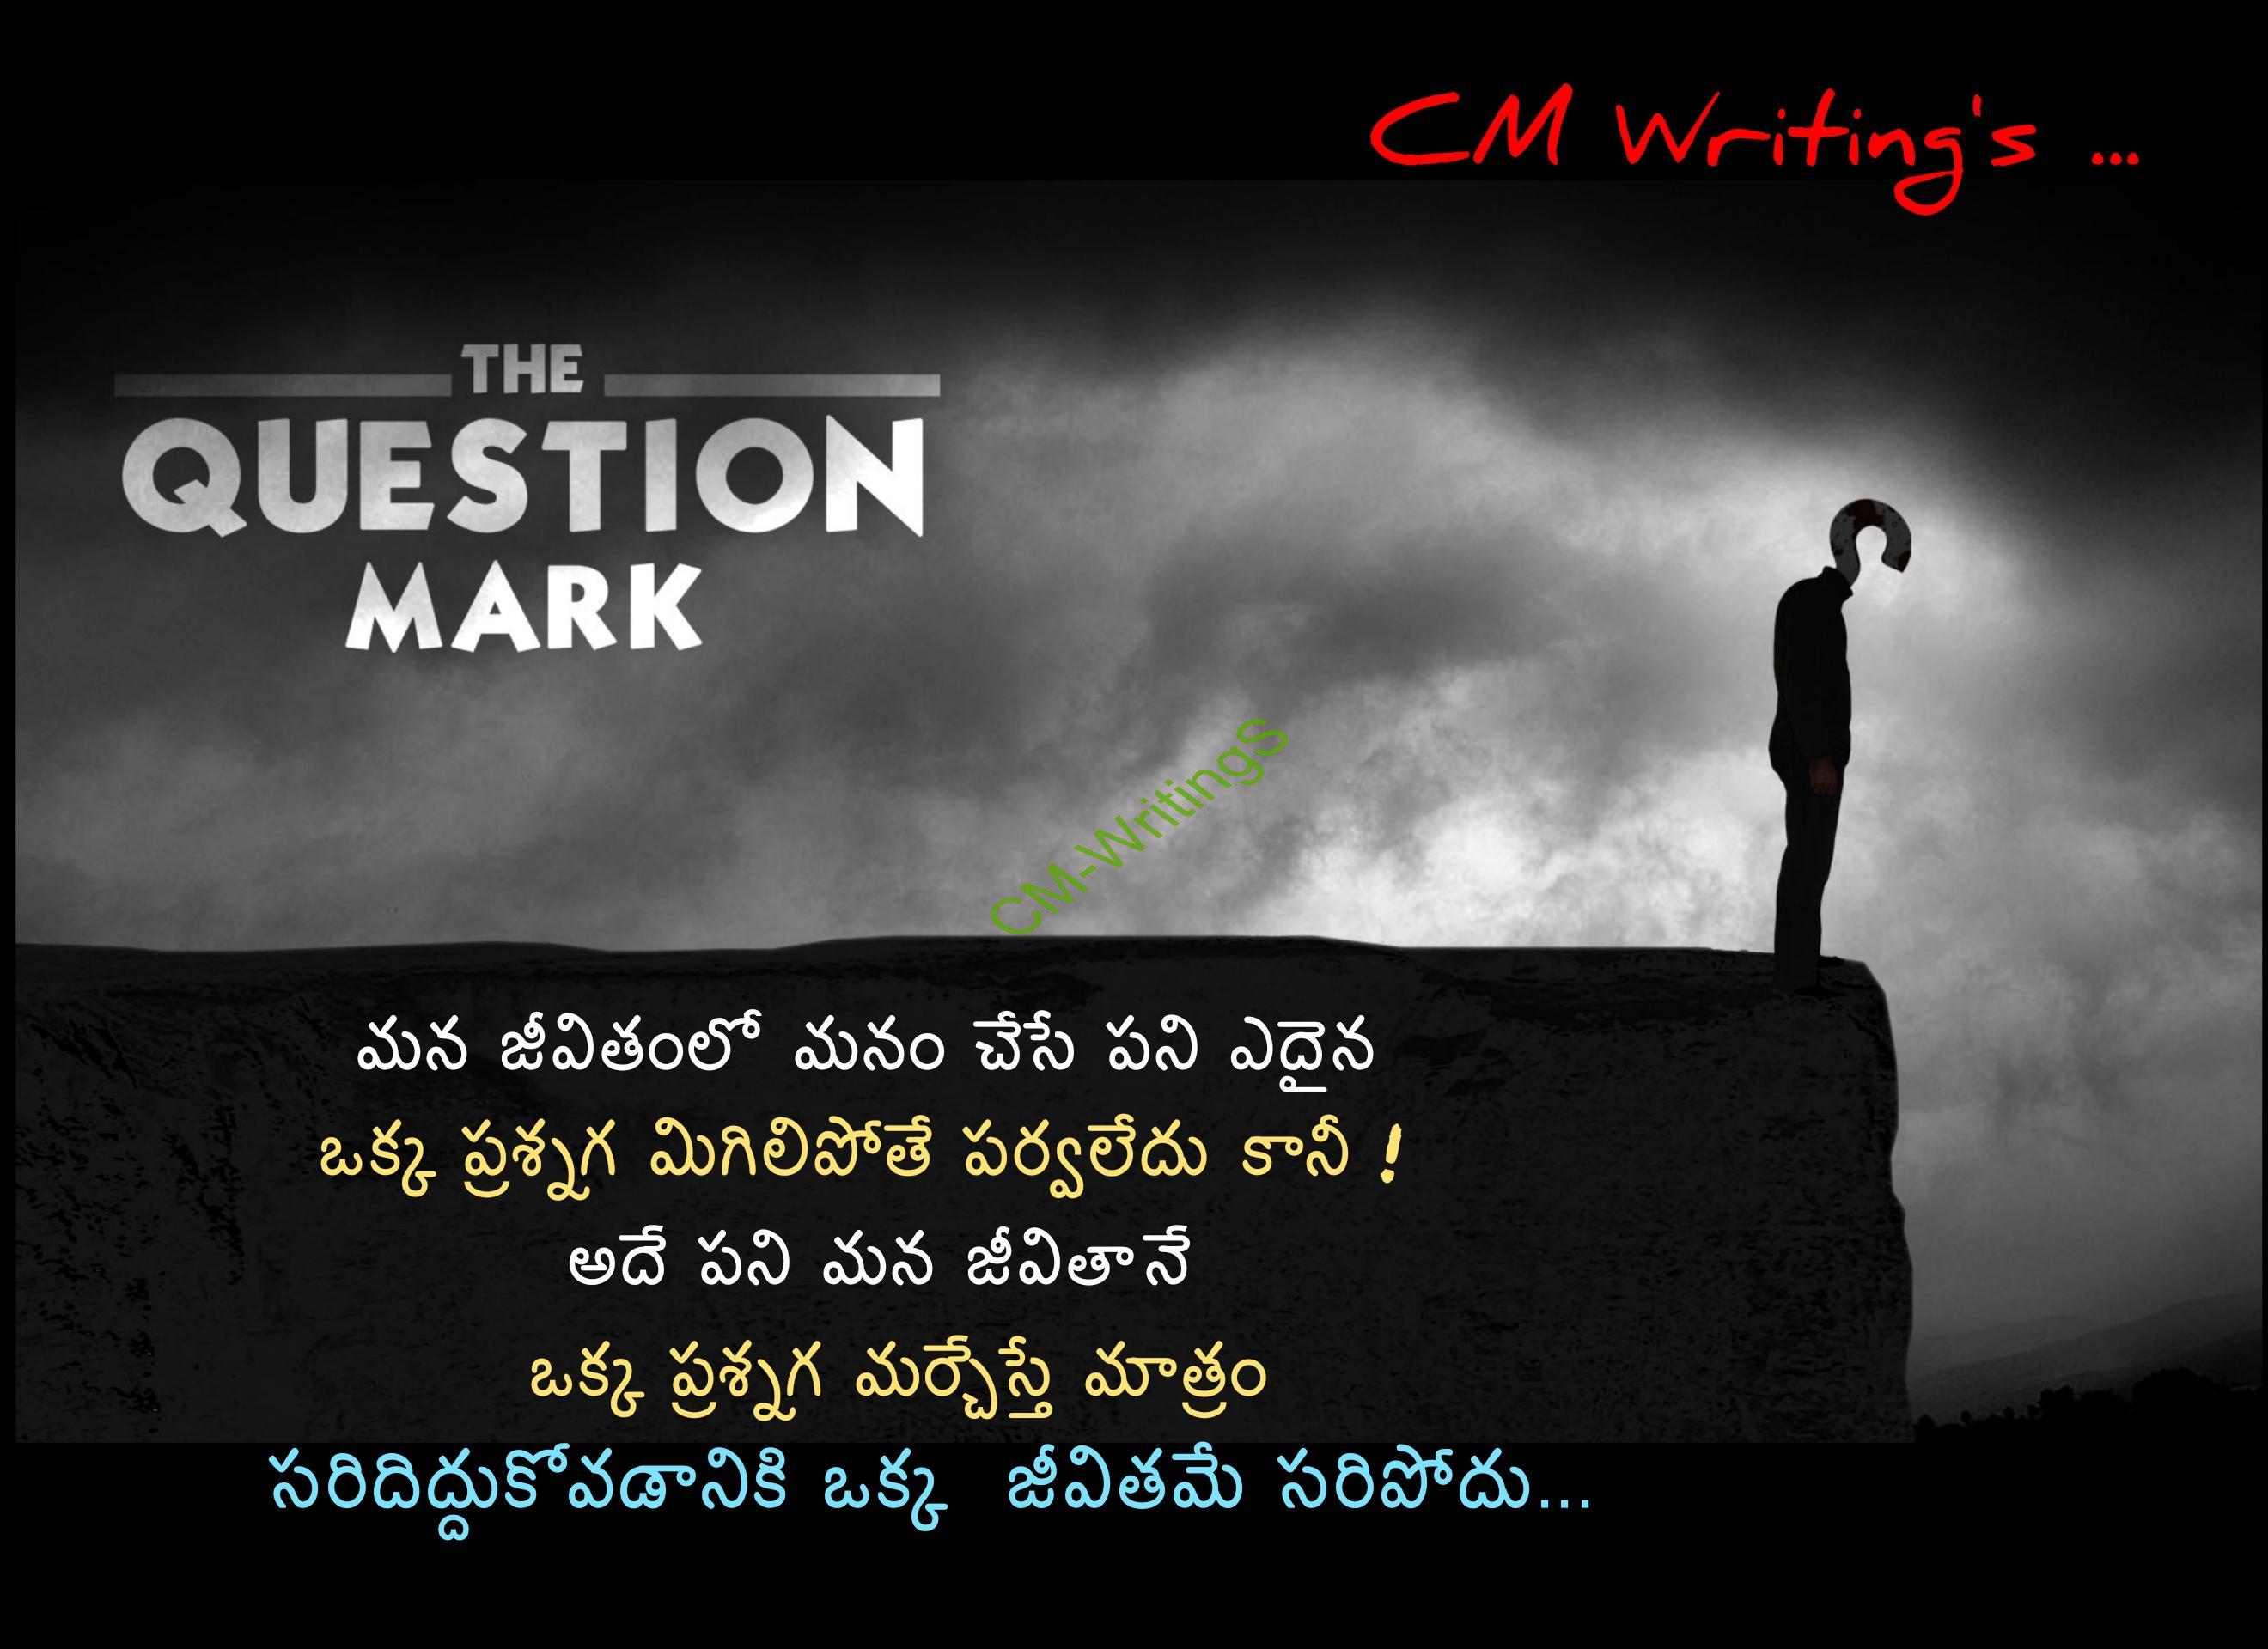 CM Writing's ...
THE
QUESTION
MARK
CM-WritingS
మన జీవితంలో మనం చేసే పని ఎదైన
ఒక్క ప్రశ్నగ మిగిలిపోతే పర్వలేదు కానీ !
అదే పని మన జీవితానే
ఒక్క ప్రశ్నగ మర్చేస్తే మాత్రం
సరిదిద్దుకోవడానికి ఒక్క జీవితమే సరిపోదు...